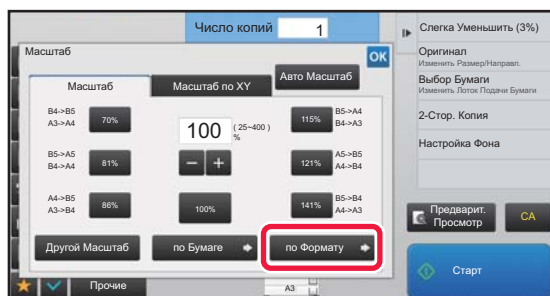 Число копий 1
Масштаб
OK
Масштаб
Масштаб по XY
Авто Масштаб
B4->B5
A3->A4
70%
100
( 25~400 )
%
115%
B5->A4
B4->A3
B5->A5
B4->A4
81%
121%
A5->B5
A4->B4
A4->B5
A3->B4
86%
100%
141%
B5->B4
A4->A3
Другой Масштаб
по Бумаге
по Формату
Прочие
A3
Слегка Уменьшить (3%)
Оригинал
Изменить Размер/Направл.
Выбор Бумаги
Изменить Лоток Подачи Бумаги
2-Стор. Копия
Настройка Фона
Предварит.
Просмотр
CA
Старт